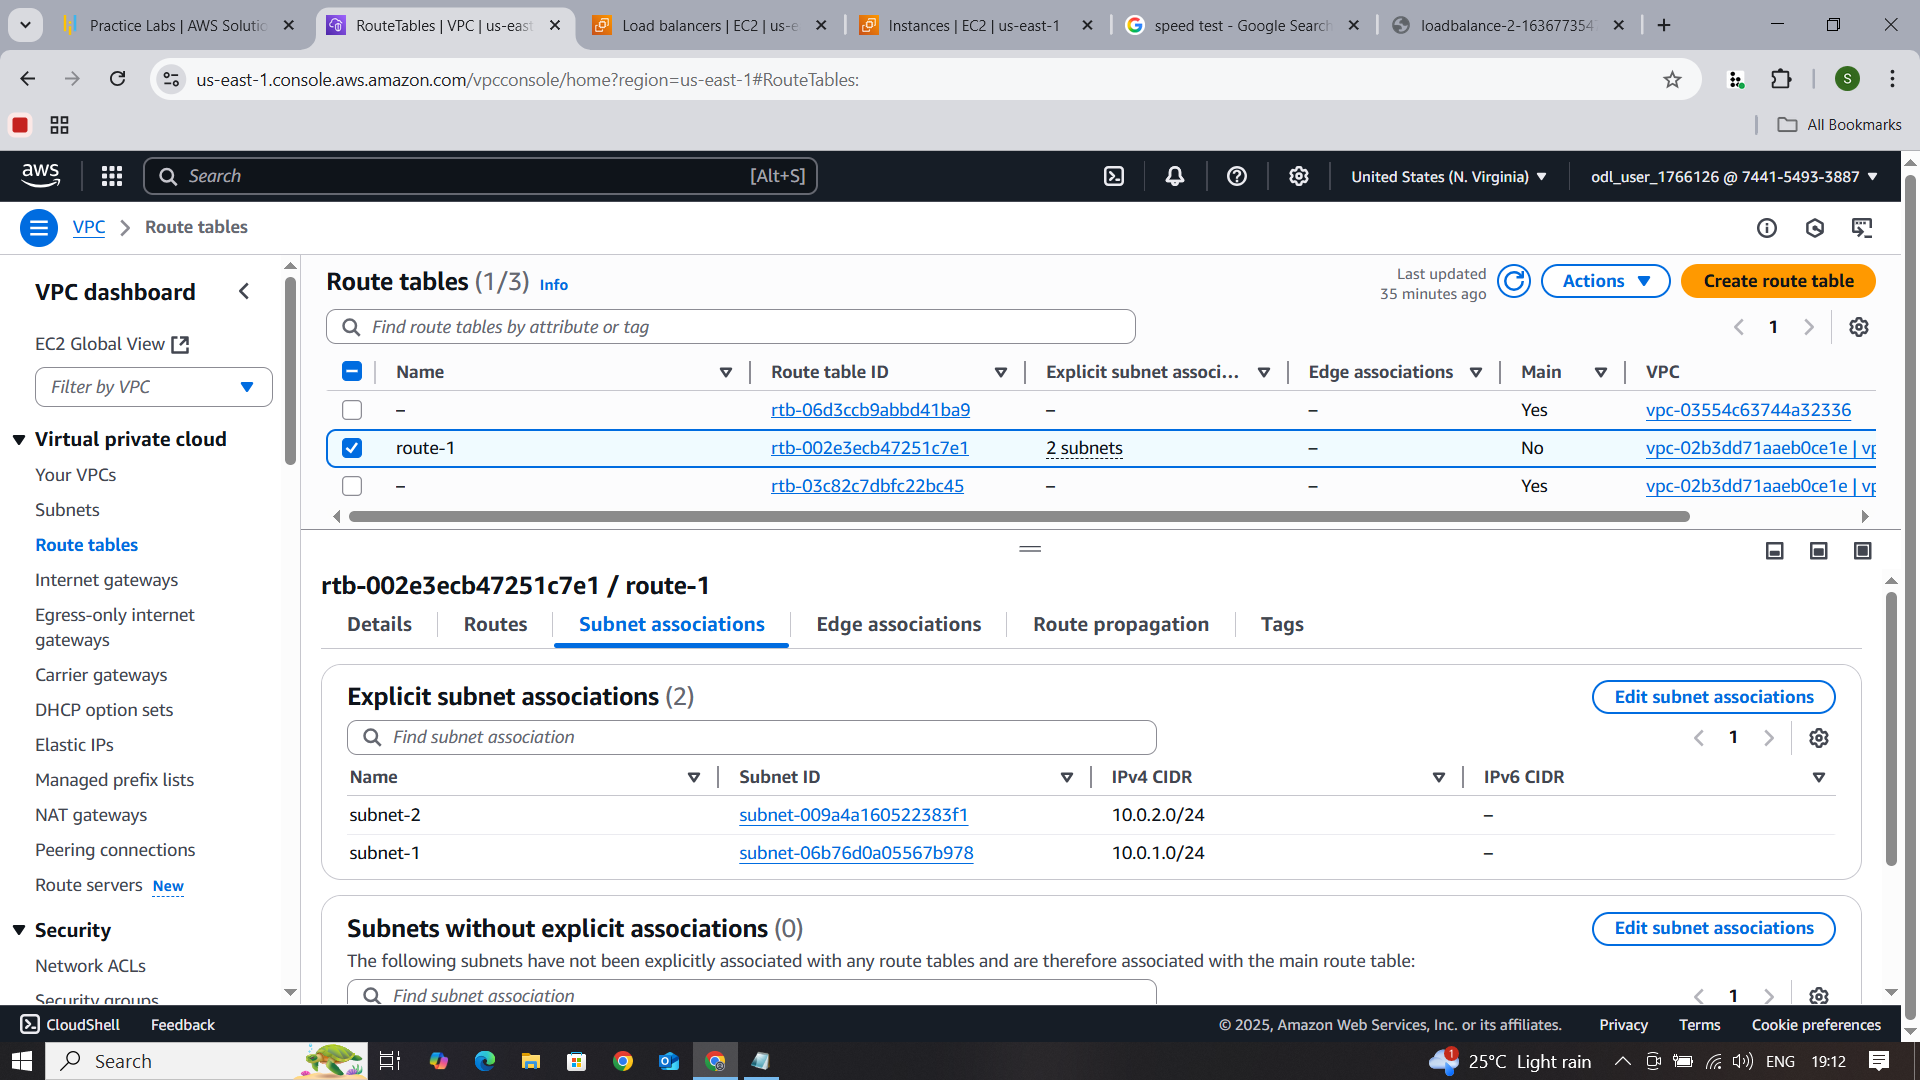 Practice Labs | AWS Solutio
RouteTables | VPC | us-east
Load balancers | EC2 | us-e
Instances | EC2 | us-east-1
speed test - Google Search
loadbalance-2-163677354
us-east-1.console.aws.amazon.com/vpcconsole/home?region=us-east-1#RouteTables:
S
All Bookmarks
aws
Search
[Alt+S]
United States (N. Virginia)
odl_user_1766126 @ 7441-5493-3887
VPC
Route tables
VPC dashboard
EC2 Global View
Filter by VPC
Virtual private cloud
Your VPCs
Subnets
Route tables
Internet gateways
Egress-only internet
gateways
Carrier gateways
DHCP option sets
Elastic IPs
Managed prefix lists
NAT gateways
Peering connections
Route servers New
Security
Network ACLs
Security groups
Route tables (1/3) Info
Last updated
35 minutes ago
Actions
Create route table
Find route tables by attribute or tag
1
Name Route table ID Explicit subnet associ... Edge associations Main VPC
– rtb-06d3ccb9abbd41ba9 – – Yes vpc-03554c63744a32336
route-1 rtb-002e3ecb47251c7e1 2 subnets – No vpc-02b3dd71aaeb0ce1e | vp
– rtb-03c82c7dbfc22bc45 – – Yes vpc-02b3dd71aaeb0ce1e | vp
rtb-002e3ecb47251c7e1 / route-1
Details Routes Subnet associations Edge associations Route propagation Tags
Explicit subnet associations (2)
Edit subnet associations
Find subnet association
1
Name Subnet ID IPv4 CIDR IPv6 CIDR
subnet-2 subnet-009a4a160522383f1 10.0.2.0/24 –
subnet-1 subnet-06b76d0a05567b978 10.0.1.0/24 –
Subnets without explicit associations (0)
Edit subnet associations
The following subnets have not been explicitly associated with any route tables and are therefore associated with the main route table:
Find subnet association
1
CloudShell Feedback
© 2025, Amazon Web Services, Inc. or its affiliates. Privacy Terms Cookie preferences
Search
1
25°C Light rain
ENG 19:12